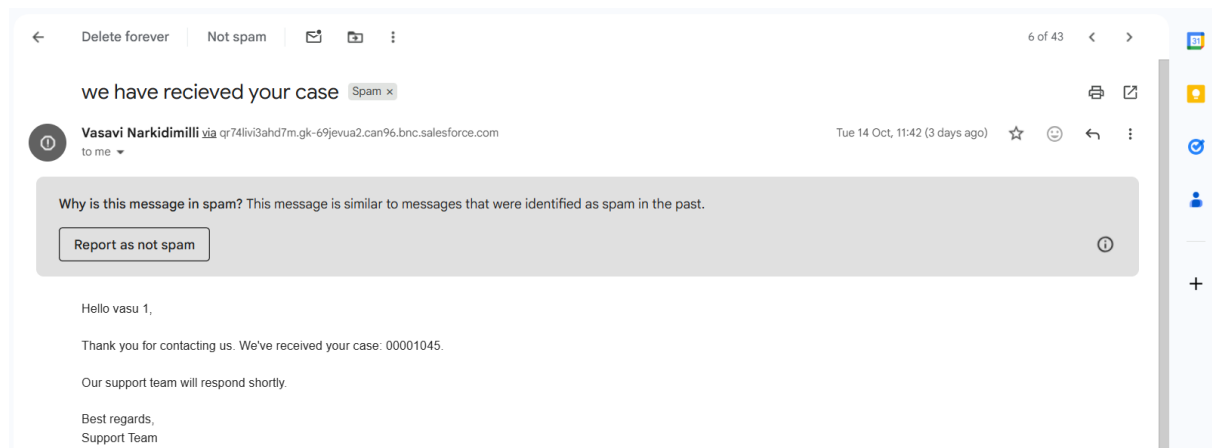 Delete forever Not spam 6 of 43
31
we have recieved your case Spam ×
Vasavi Narkidimilli via qr74livi3ahd7m.gk-69jevua2.can96.bnc.salesforce.com Tue 14 Oct, 11:42 (3 days ago)
to me
Why is this message in spam? This message is similar to messages that were identified as spam in the past.
Report as not spam
Hello vasu 1,
Thank you for contacting us. We've received your case: 00001045.
Our support team will respond shortly.
Best regards,
Support Team